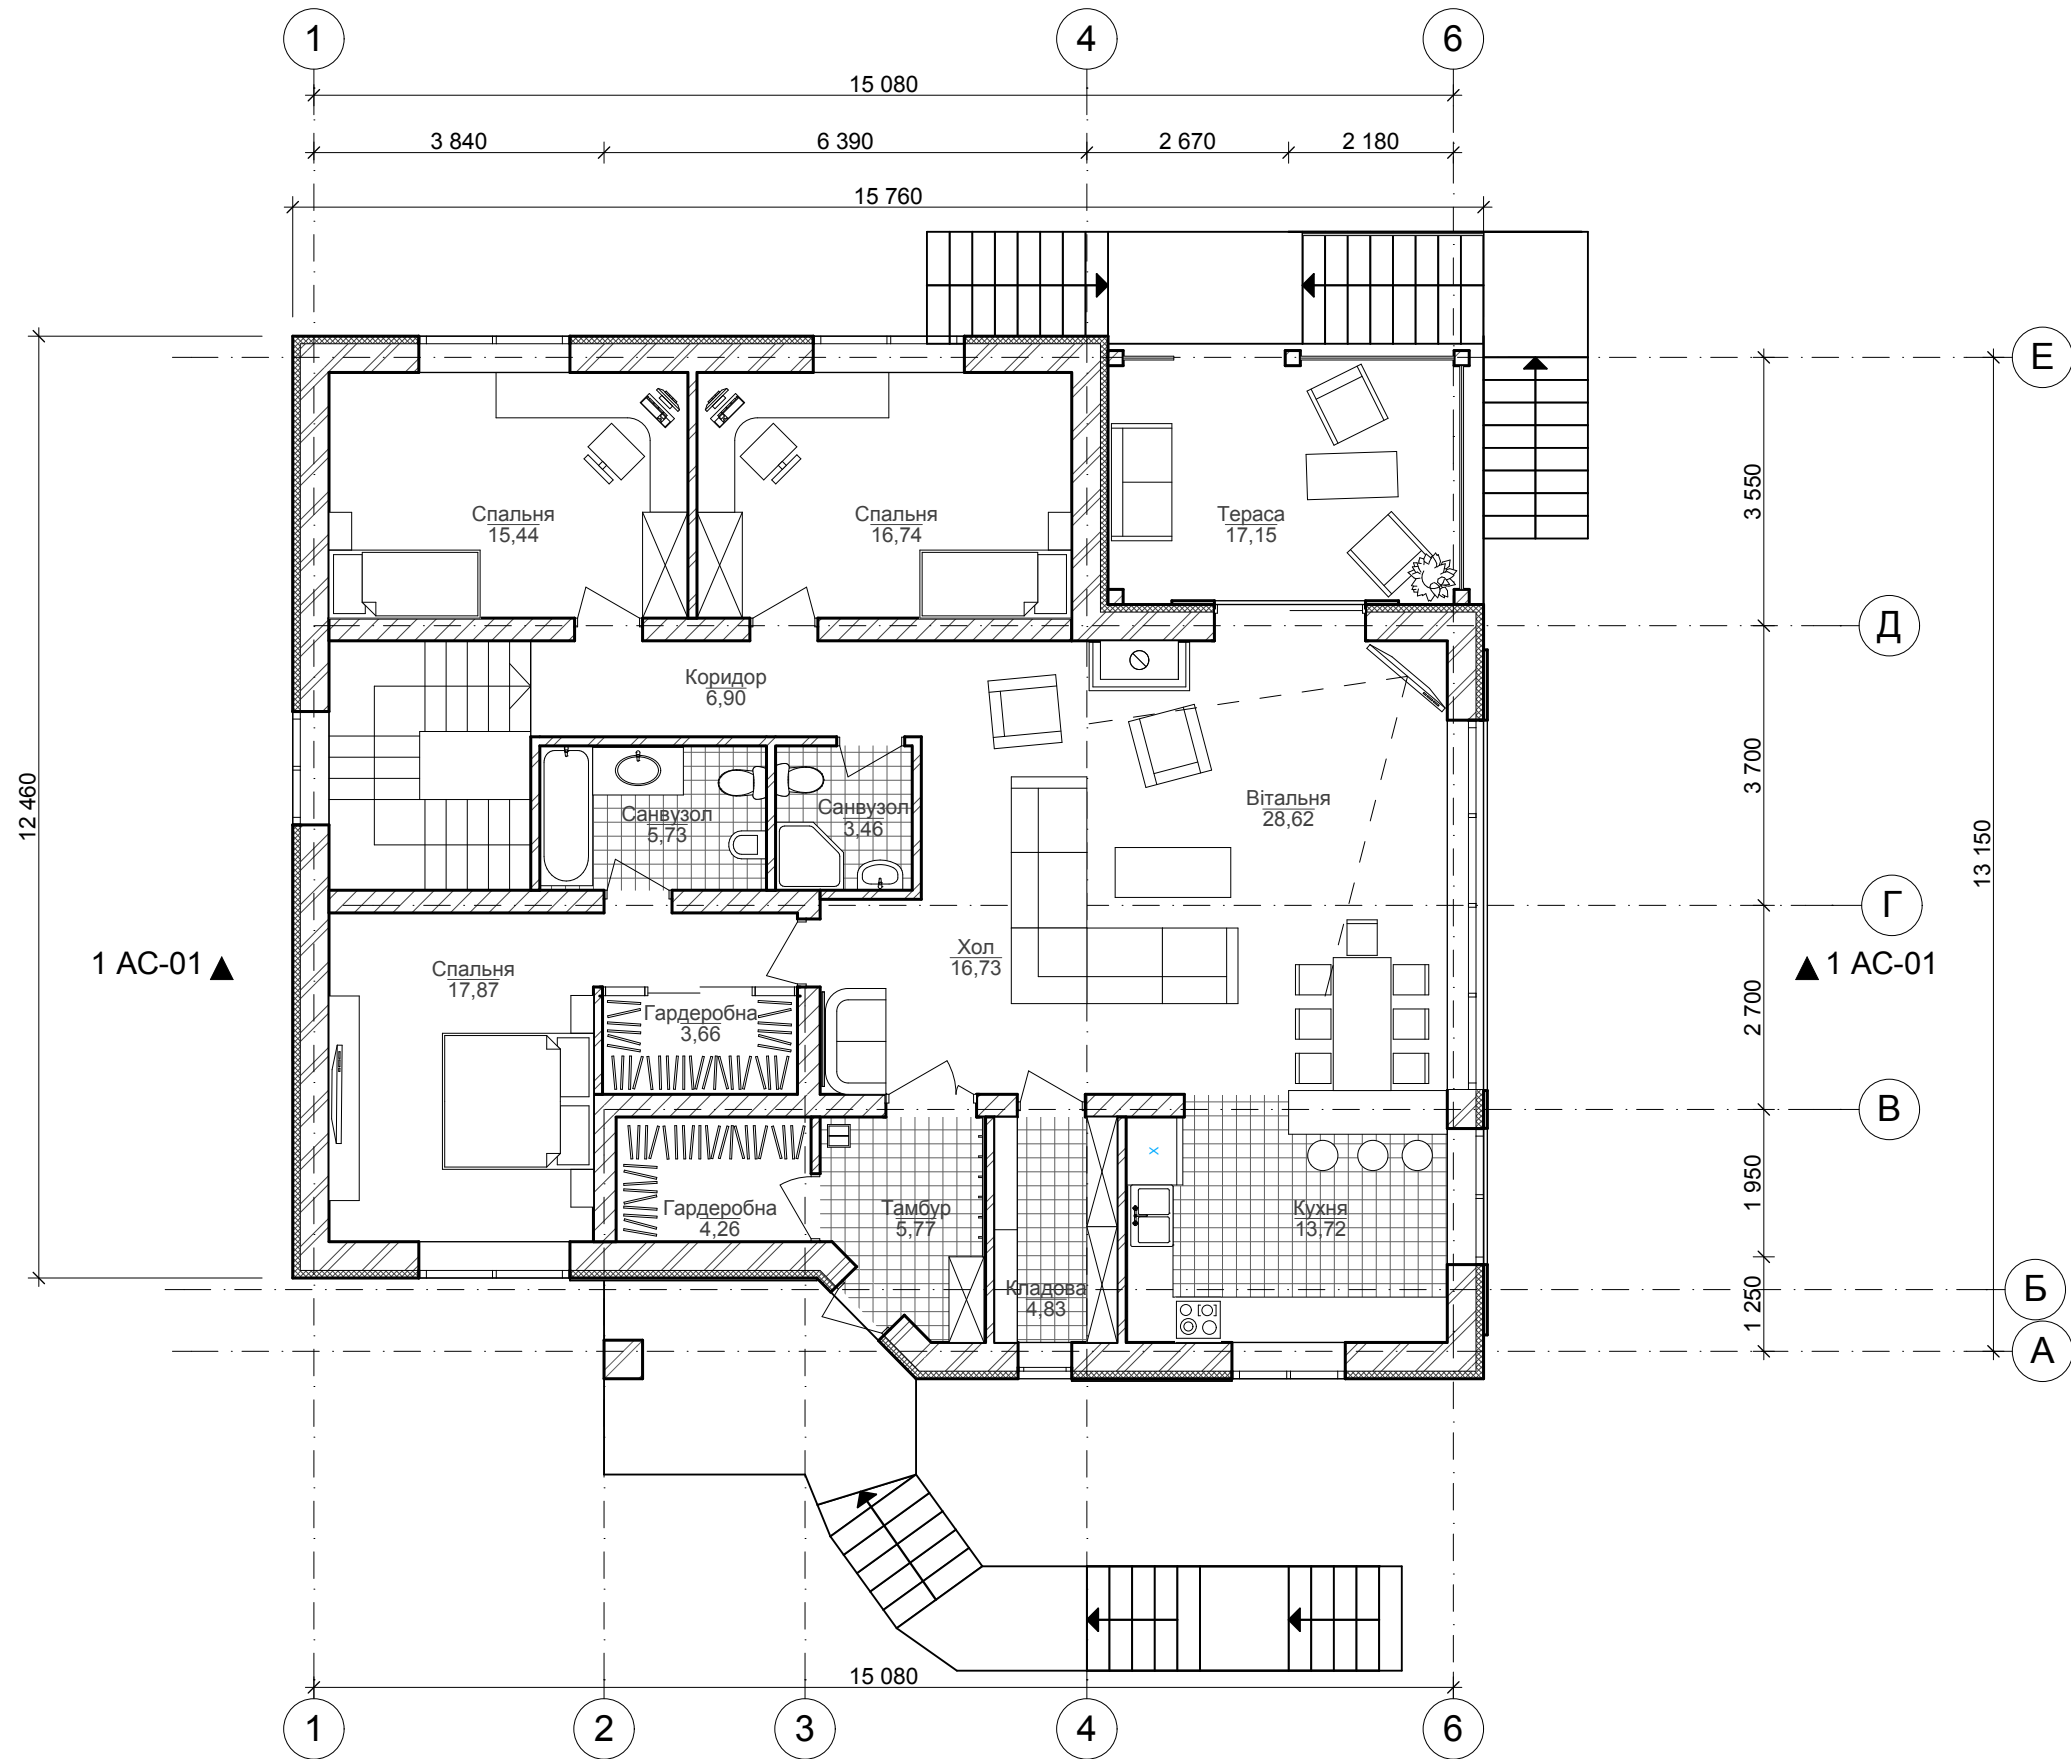 1
4
6
15 080
3 840
6 390
2 670
2 180
15 760
Е
Спальня
15,44
Спальня
16,74
Тераса
17,15
3 550
Д
Коридор
6,90
12 460
Санвузол
5,73
Санвузол
3,46
Вітальня
28,62
3 700
13 150
Г
1 АС-01
Спальня
17,87
Хол
16,73
1 АС-01
Гардеробна
3,66
2 700
В
x
Гардеробна
4,26
Тамбур
5,77
Кухня
13,72
1 950
Кладова
4,83
1 250
Б
А
15 080
1
2
3
4
6